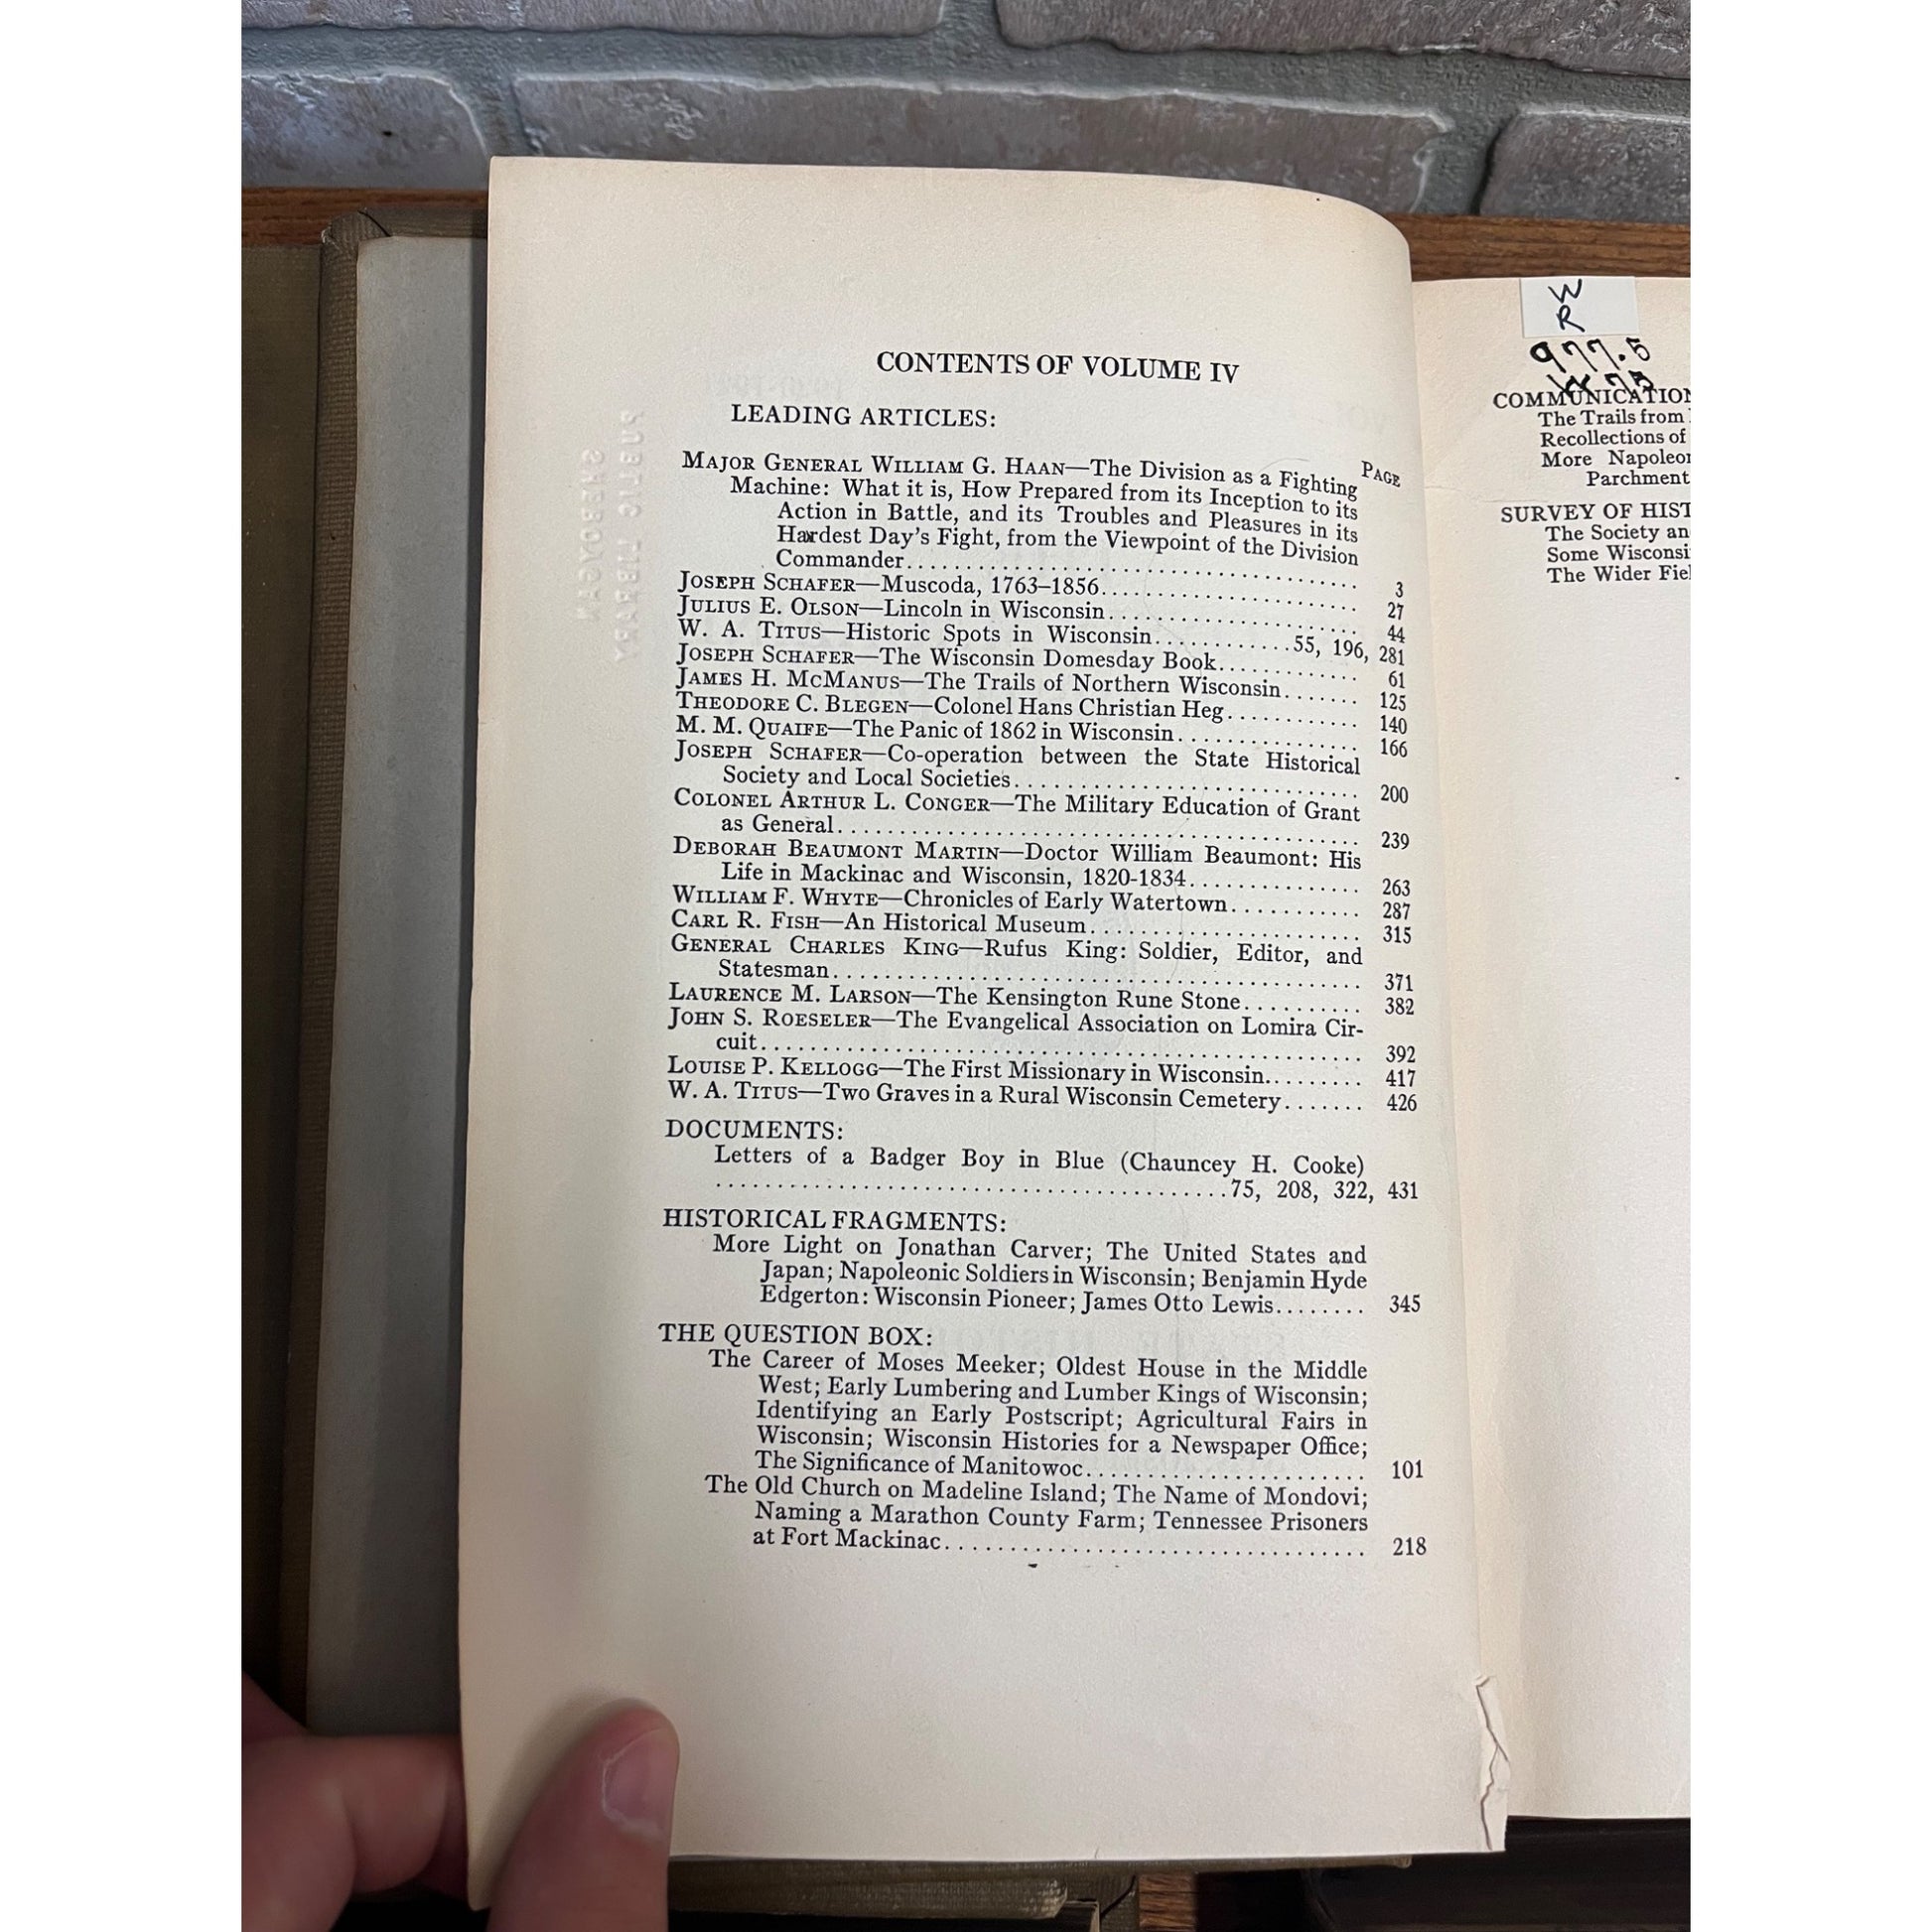 CONTENTS OF VOLUME IV
LEADING ARTICLES:
PAGE
MAJOR GENERAL WILLIAM G. HAAN—The Division as a Fighting
Machine: What it is, How Prepared from its Inception to its
Action in Battle, and its Troubles and Pleasures in its
Hardest Day's Fight, from the Viewpoint of the Division
Commander........................................ 3
JOSEPH SCHAFER—Muscoda, 1763–1856...................... 27
JULIUS E. OLSON—Lincoln in Wisconsin..................... 44
W. A. TITUS—Historic Spots in Wisconsin...........55, 196, 281
JOSEPH SCHAFER—The Wisconsin Domesday Book............ 61
JAMES H. MCMANUS—The Trails of Northern Wisconsin....... 125
THEODORE C. BLEGEN—Colonel Hans Christian Heg............ 140
M. M. QUAIFE—The Panic of 1862 in Wisconsin................ 166
JOSEPH SCHAFER—Co-operation between the State Historical
Society and Local Societies............................. 200
COLONEL ARTHUR L. CONGER—The Military Education of Grant
as General........................................... 239
DEBORAH BEAUMONT MARTIN—Doctor William Beaumont: His
Life in Mackinac and Wisconsin, 1820-1834............... 263
WILLIAM F. WHYTE—Chronicles of Early Watertown........... 287
CARL R. FISH—An Historical Museum....................... 315
GENERAL CHARLES KING—Rufus King: Soldier, Editor, and
Statesman........................................... 371
LAURENCE M. LARSON—The Kensington Rune Stone.......... 382
JOHN S. ROESELER—The Evangelical Association on Lomira Cir-
cuit................................................. 392
LOUISE P. KELLOGG—The First Missionary in Wisconsin......... 417
W. A. TITUS—Two Graves in a Rural Wisconsin Cemetery....... 426
DOCUMENTS:
Letters of a Badger Boy in Blue (Chauncey H. Cooke)
..........................................75, 208, 322, 431
HISTORICAL FRAGMENTS:
More Light on Jonathan Carver; The United States and
Japan; Napoleonic Soldiers in Wisconsin; Benjamin Hyde
Edgerton: Wisconsin Pioneer; James Otto Lewis........ 345
THE QUESTION BOX:
The Career of Moses Meeker; Oldest House in the Middle
West; Early Lumbering and Lumber Kings of Wisconsin;
Identifying an Early Postscript; Agricultural Fairs in
Wisconsin; Wisconsin Histories for a Newspaper Office;
The Significance of Manitowoc....................... 101
The Old Church on Madeline Island; The Name of Mondovi;
Naming a Marathon County Farm; Tennessee Prisoners
at Fort Mackinac................................... 218
PUBLIC LIBRARY
SHEBOYGAN
W
R
977.5
W 75
COMMUNICATION
The Trails from
Recollections of
More Napoleon
Parchment
SURVEY OF HIST
The Society an
Some Wisconsi
The Wider Fiel